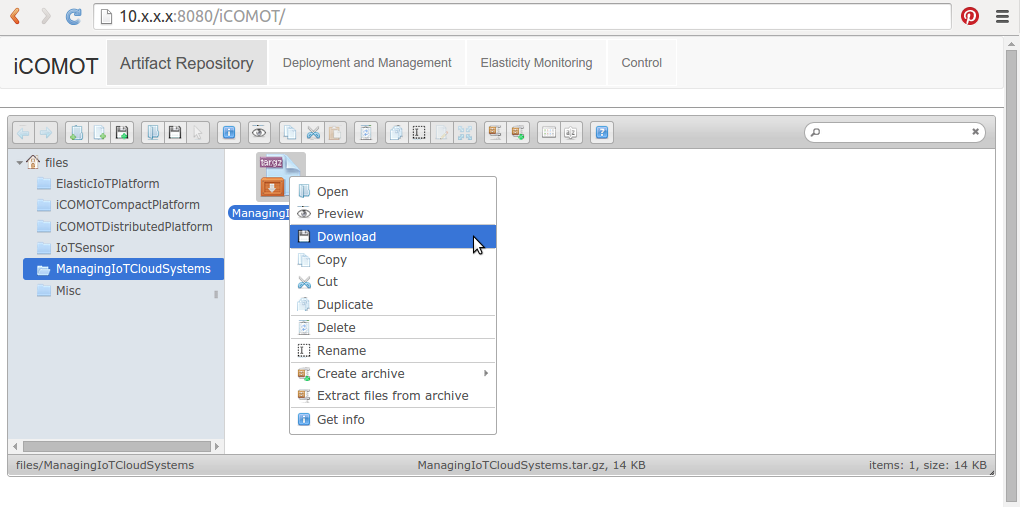 10.x.x.x:8080/iCOMOT/
iCOMOT Artifact Repository Deployment and Management Elasticity Monitoring Control
files
ElasticIoTPlatform
iCOMOTCompactPlatform
iCOMOTDistributedPlatform
IoTSensor
ManagingIoTCloudSystems
Misc
targz
ManagingI
Open
Preview
Download
Copy
Cut
Duplicate
Delete
Rename
Create archive
Extract files from archive
Get info
files/ManagingIoTCloudSystems ManagingIoTCloudSystems.tar.gz, 14 KB items: 1, size: 14 KB